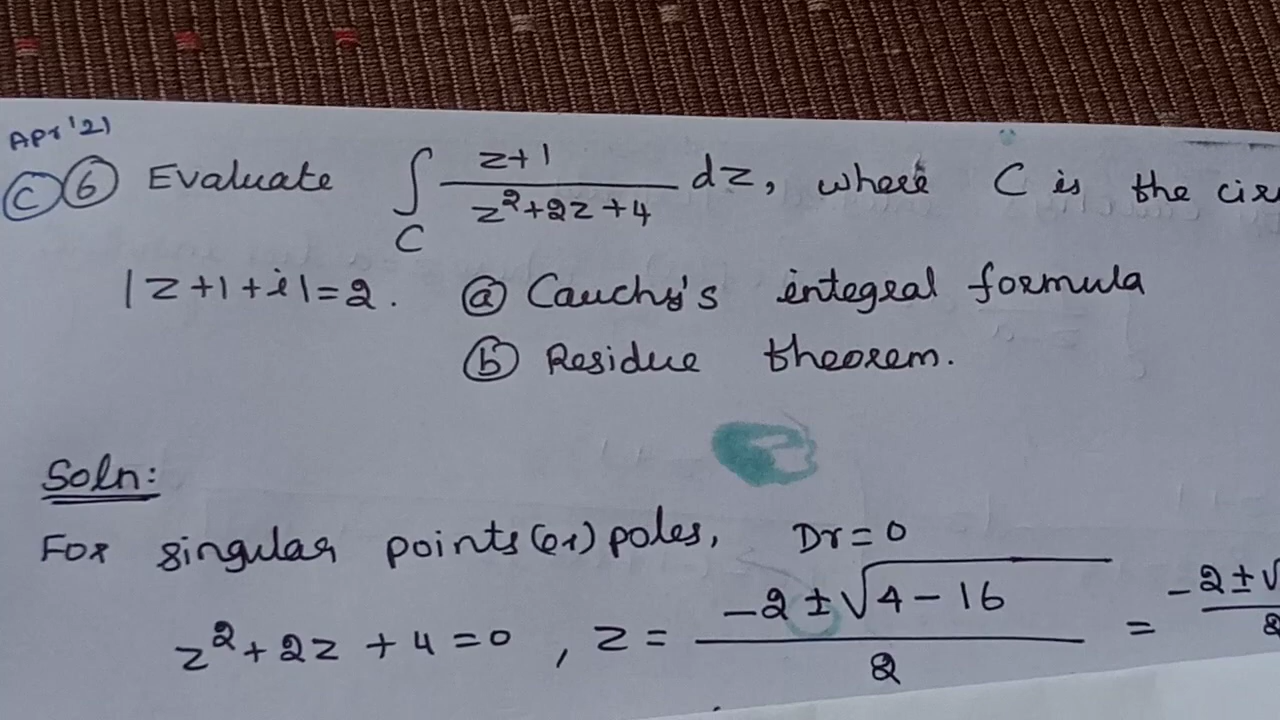 Apr '21
(C) (6) Evaluate ∫_C (z+1)/(z²+2z+4) dz, where C is the
|z+1+i|=2. (a) Cauchy's integral formula
(b) Residue theorem.
Soln:
For singular points (or) poles, Dr=0
z²+2z+4=0, z = (-2±√(4-16))/2 = -2±√